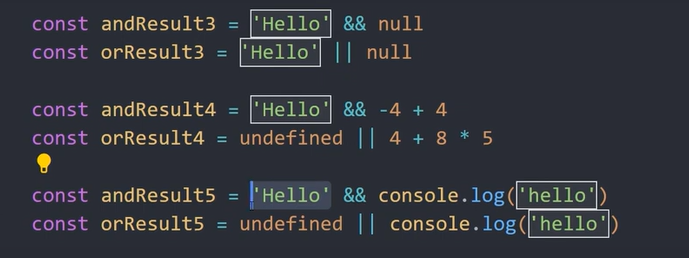 const andResult3 = 'Hello' && null
const orResult3 = 'Hello' || null
const andResult4 = 'Hello' && -4 + 4
const orResult4 = undefined || 4 + 8 * 5
const andResult5 = 'Hello' && console.log('hello')
const orResult5 = undefined || console.log('hello')